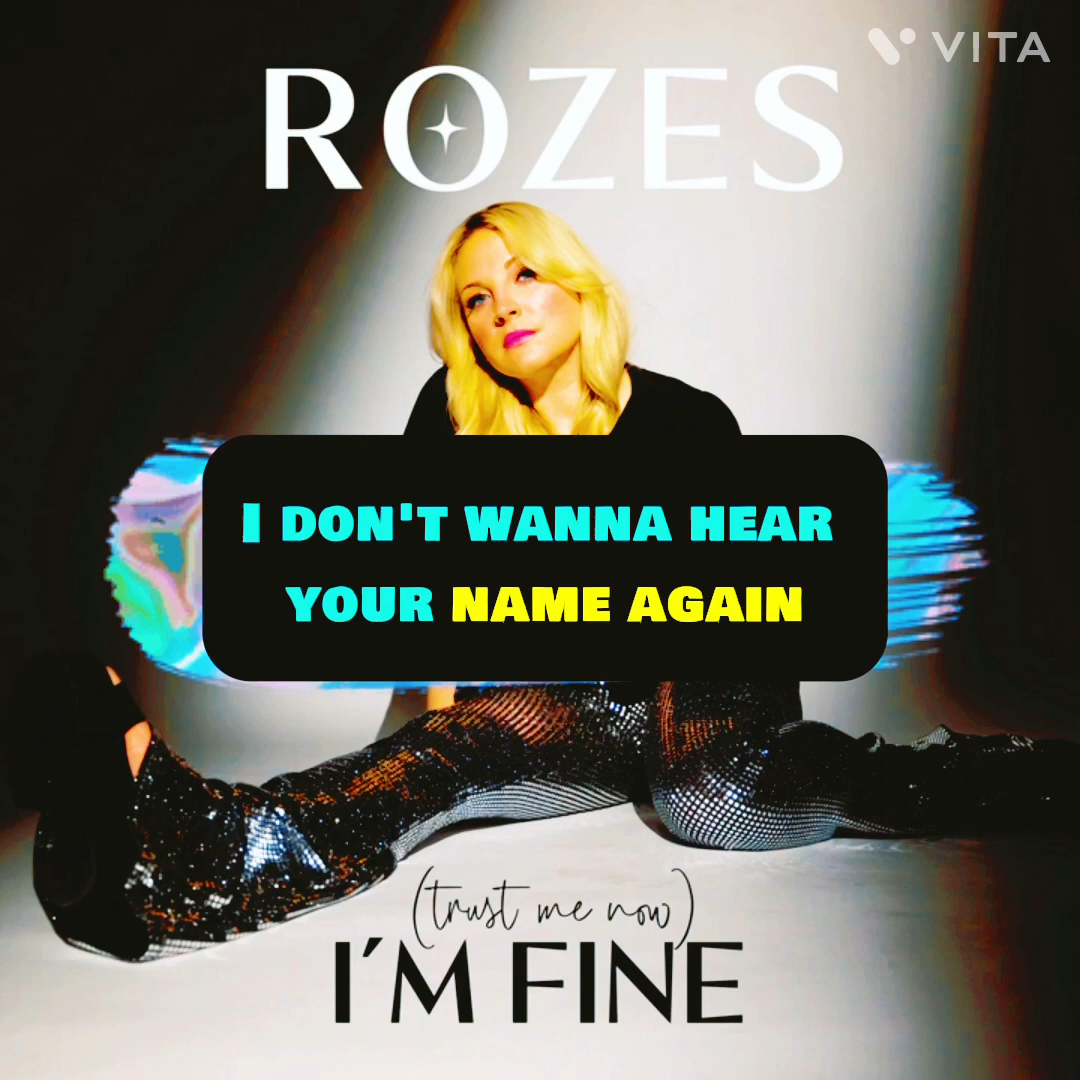 VITA
ROZES
I DON'T WANNA HEAR
YOUR NAME AGAIN
(trust me now)
I'M FINE